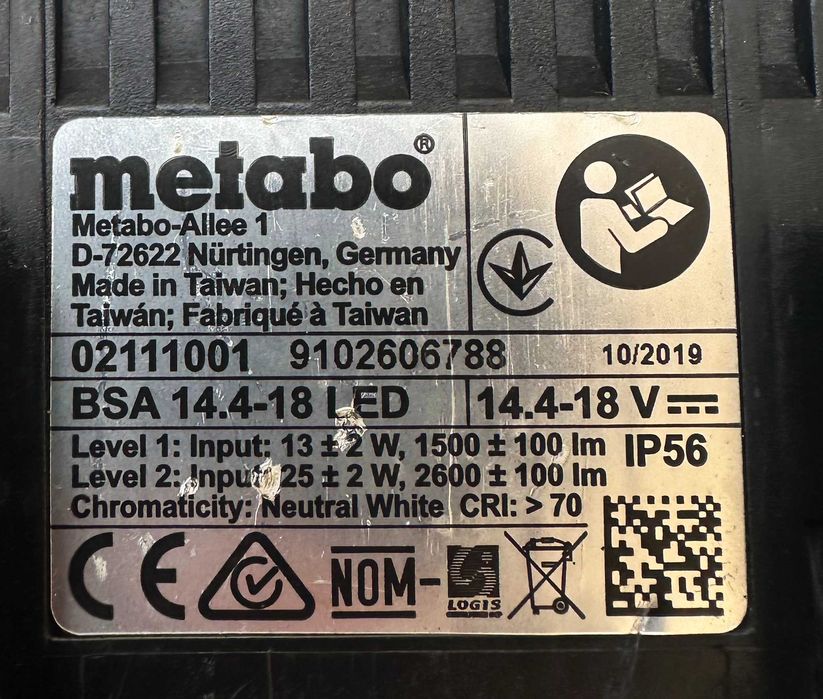 metabo®
Metabo-Allee 1
D-72622 Nürtingen, Germany
Made in Taiwan; Hecho en
Taiwán; Fabriqué à Taiwan
02111001 9102606788 10/2019
BSA 14.4-18 LED 14.4-18 V
Level 1: Input: 13 ± 2 W, 1500 ± 100 lm IP56
Level 2: Input: 25 ± 2 W, 2600 ± 100 lm
Chromaticity: Neutral White CRI: > 70
CE NOM-
LOGIS